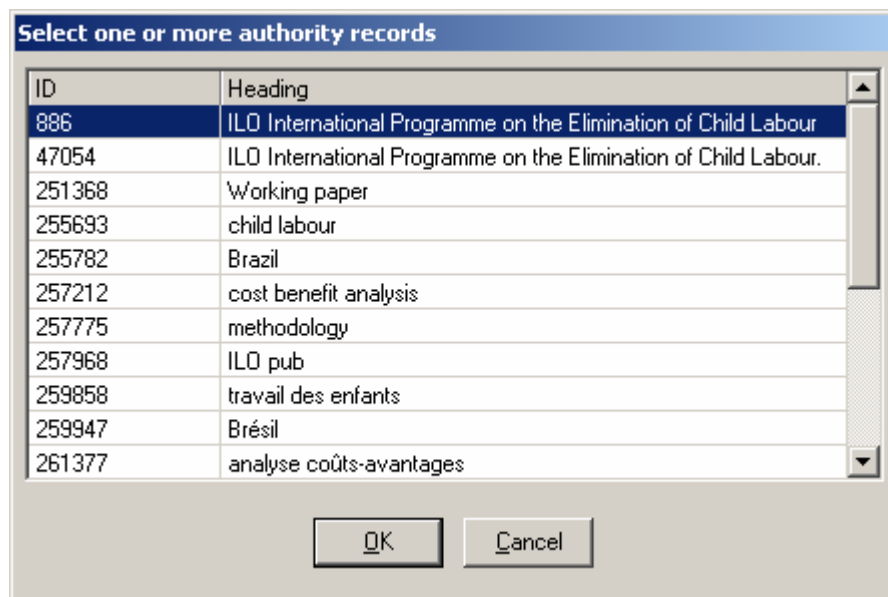 Select one or more authority records
ID Heading
886 ILO International Programme on the Elimination of Child Labour
47054 ILO International Programme on the Elimination of Child Labour.
251368 Working paper
255693 child labour
255782 Brazil
257212 cost benefit analysis
257775 methodology
257968 ILO pub
259858 travail des enfants
259947 Brésil
261377 analyse coûts-avantages
OK Cancel